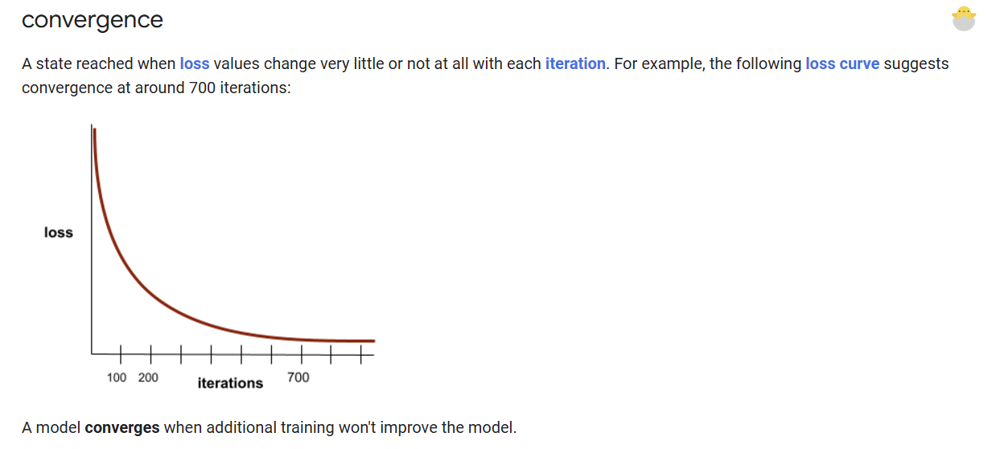 convergence
A state reached when loss values change very little or not at all with each iteration. For example, the following loss curve suggests
convergence at around 700 iterations:
loss
100 200 700
iterations
A model converges when additional training won't improve the model.